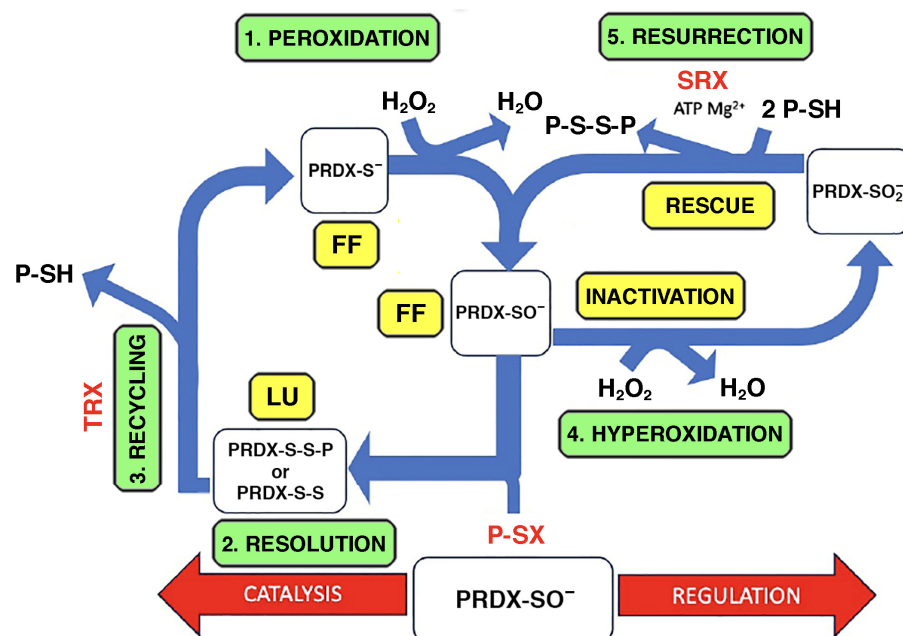 1. PEROXIDATION
5. RESURRECTION
SRX
ATP Mg²⁺
H₂O₂
H₂O
P-S-S-P
2 P-SH
PRDX-S⁻
PRDX-SO₂⁻
RESCUE
FF
P-SH
INACTIVATION
FF
PRDX-SO⁻
H₂O₂
H₂O
TRX
3. RECYCLING
LU
4. HYPEROXIDATION
PRDX-S-S-P
or
PRDX-S-S
P-SX
2. RESOLUTION
CATALYSIS
PRDX-SO⁻
REGULATION